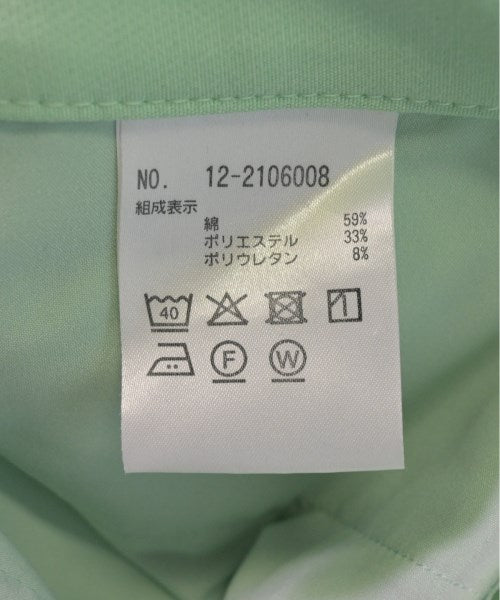 NO. 12-2106008
組成表示
綿 59%
ポリエステル 33%
ポリウレタン 8%
40
F W